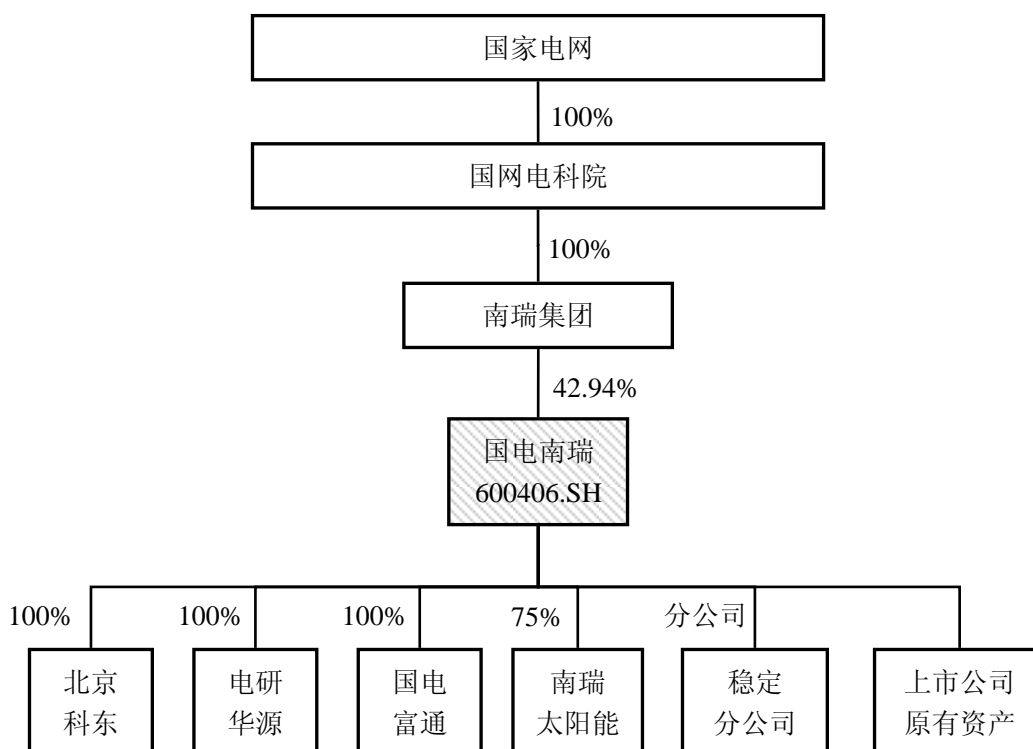 国家电网
100%
国网电科院
100%
南瑞集团
42.94%
国电南瑞
600406.SH
100%
100%
100%
75%
分公司
北京
科东
电研
华源
国电
富通
南瑞
太阳能
稳定
分公司
上市公司
原有资产